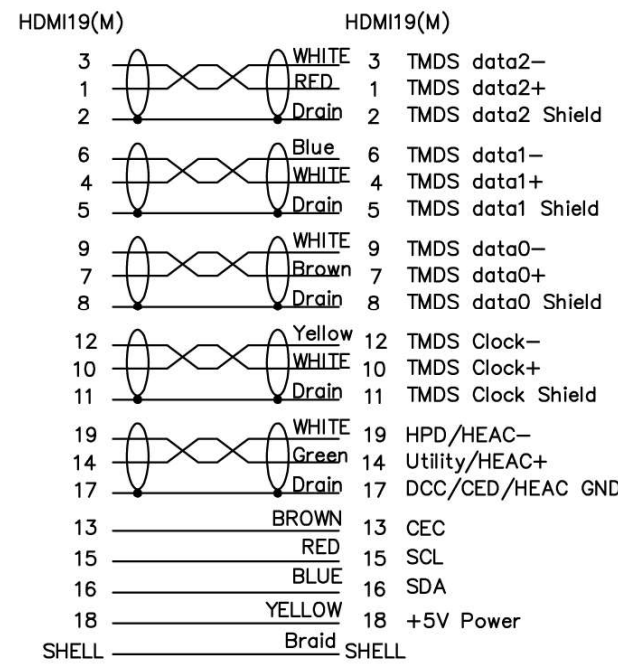 HDMI19(M) HDMI19(M)
3 WHITE 3 TMDS data2−
1 RED 1 TMDS data2+
2 Drain 2 TMDS data2 Shield
6 Blue 6 TMDS data1−
4 WHITE 4 TMDS data1+
5 Drain 5 TMDS data1 Shield
9 WHITE 9 TMDS data0−
7 Brown 7 TMDS data0+
8 Drain 8 TMDS data0 Shield
12 Yellow 12 TMDS Clock−
10 WHITE 10 TMDS Clock+
11 Drain 11 TMDS Clock Shield
19 WHITE 19 HPD/HEAC−
14 Green 14 Utility/HEAC+
17 Drain 17 DCC/CED/HEAC GND
13 BROWN 13 CEC
15 RED 15 SCL
16 BLUE 16 SDA
18 YELLOW 18 +5V Power
SHELL Braid SHELL